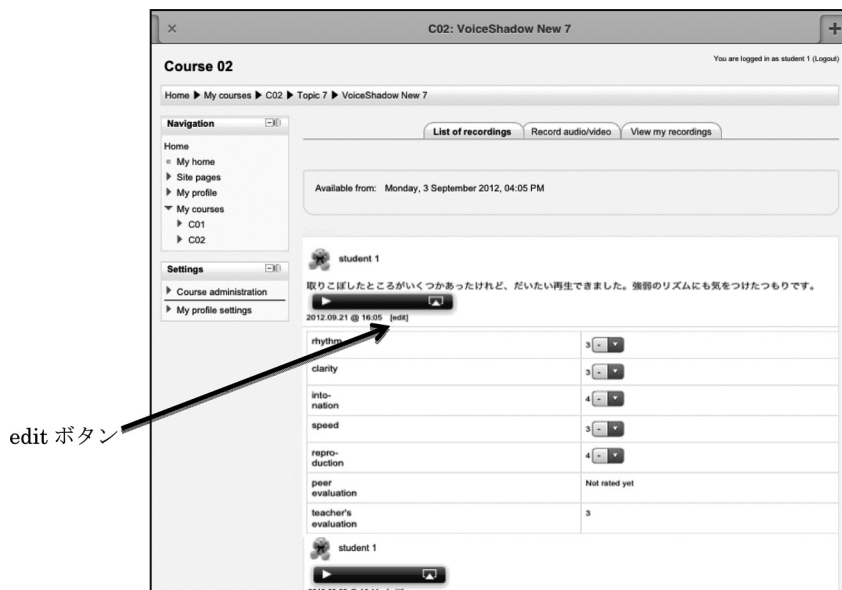 C02: VoiceShadow New 7
You are logged in as student 1 (Logout)
Course 02
Home ▶ My courses ▶ C02 ▶ Topic 7 ▶ VoiceShadow New 7
Navigation
Home
My home
Site pages
My profile
My courses
C01
C02
Settings
Course administration
My profile settings
List of recordings Record audio/video View my recordings
Available from: Monday, 3 September 2012, 04:05 PM
student 1
取りこぼしたところがいくつかあったけれど、だいたい再生できました。強弱のリズムにも気をつけたつもりです。
2012.09.21 @ 16:05 [edit]
rhythm 3 -
clarity 3 -
into-
nation 4 -
speed 3 -
repro-
duction 4 -
peer
evaluation Not rated yet
teacher's
evaluation 3
student 1
edit ボタン